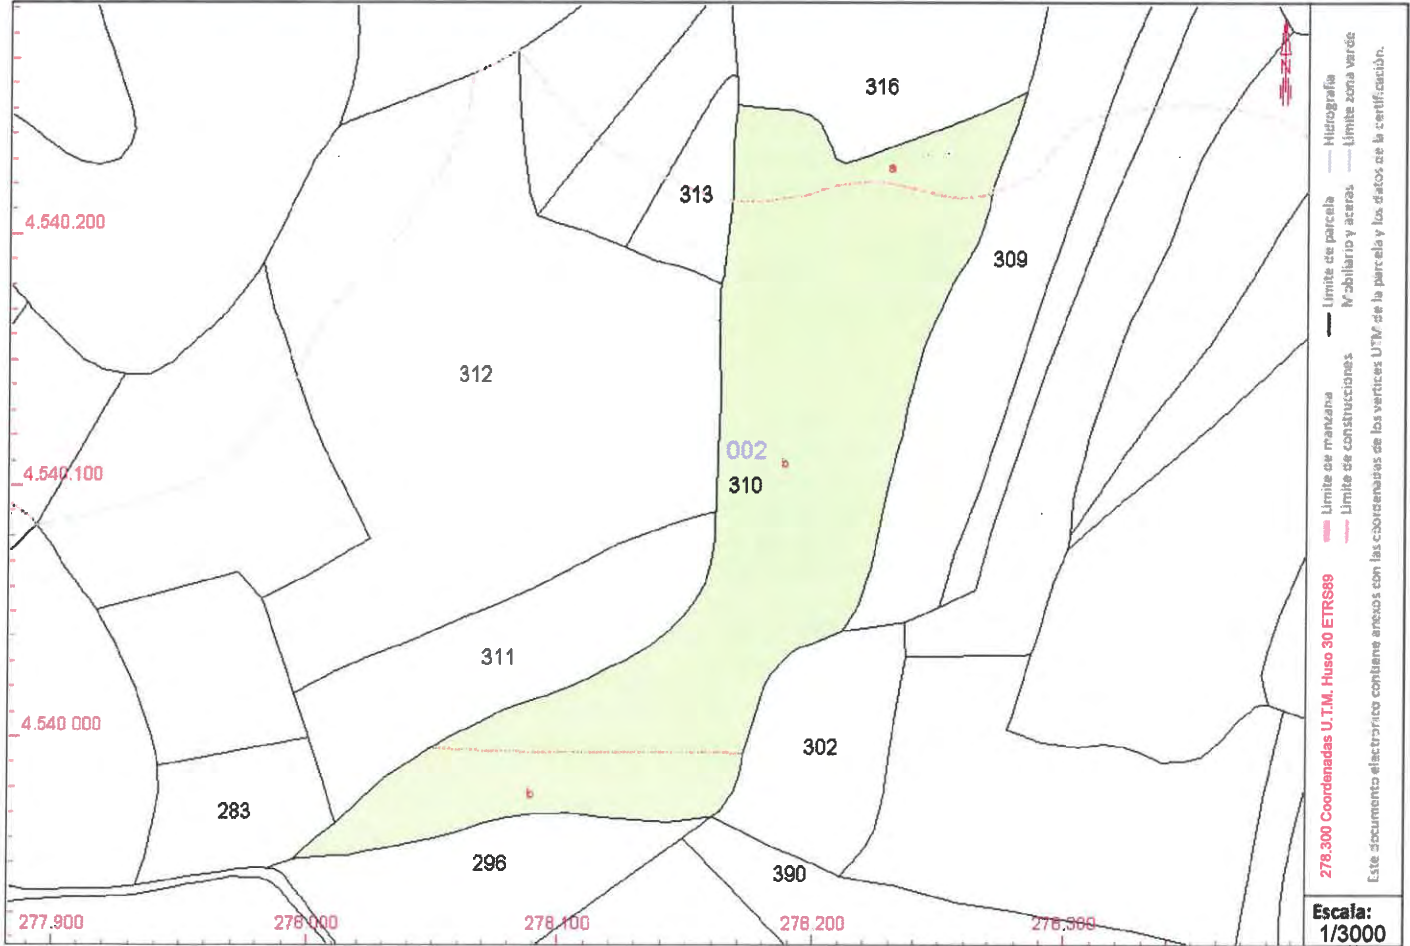 316
a
4.540.200
313
309
312
002
b
310
4.540.100
311
4.540 000
302
b
283
296
390
277.900
278.000
278.100
278.200
278.300
N
Límite de manzana
Límite de parcela
Hidrografía
Límite de construcciones
Mobiliario y aceras
Límite zona verde
278.300 Coordenadas U.T.M. Huso 30 ETRS89
Este documento electrónico contiene anexos con las coordenadas de los vertices UTM de la parcela y los datos de la certificación.
Escala:
1/3000